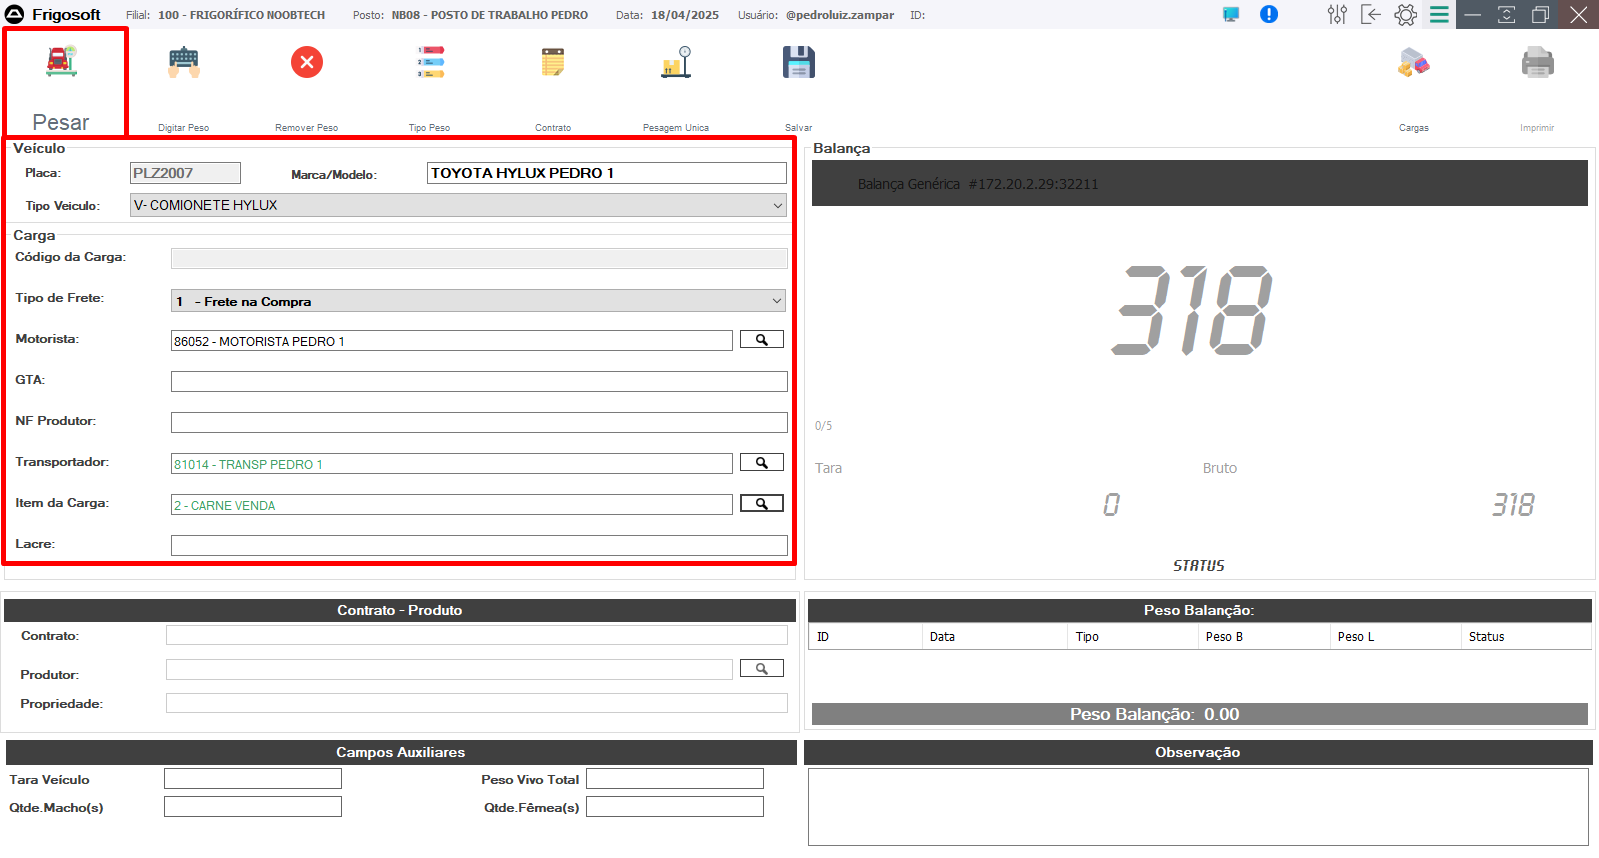 Frigosoft Filial: 100 - FRIGORÍFICO NOOBTECH Posto: NB08 - POSTO DE TRABALHO PEDRO Data: 18/04/2025 Usuário: @pedroluiz.zampar ID:
Pesar Digitar Peso Remover Peso Tipo Peso Contrato Pesagem Unica Salvar Cargas Imprimir
Veículo
Placa: PLZ2007 Marca/Modelo: TOYOTA HYLUX PEDRO 1
Tipo Veiculo: V- COMIONETE HYLUX
Carga
Código da Carga:
Tipo de Frete: 1 - Frete na Compra
Motorista: 86052 - MOTORISTA PEDRO 1
GTA:
NF Produtor:
Transportador: 81014 - TRANSP PEDRO 1
Item da Carga: 2 - CARNE VENDA
Lacre:
Balança
Balança Genérica #172.20.2.29:32211
318
0/5
Tara Bruto
0 318
STATUS
Contrato - Produto
Contrato:
Produtor:
Propriedade:
Peso Balanção:
ID Data Tipo Peso B Peso L Status
Peso Balanção: 0.00
Campos Auxiliares
Tara Veículo Peso Vivo Total
Qtde.Macho(s) Qtde.Fêmea(s)
Observação